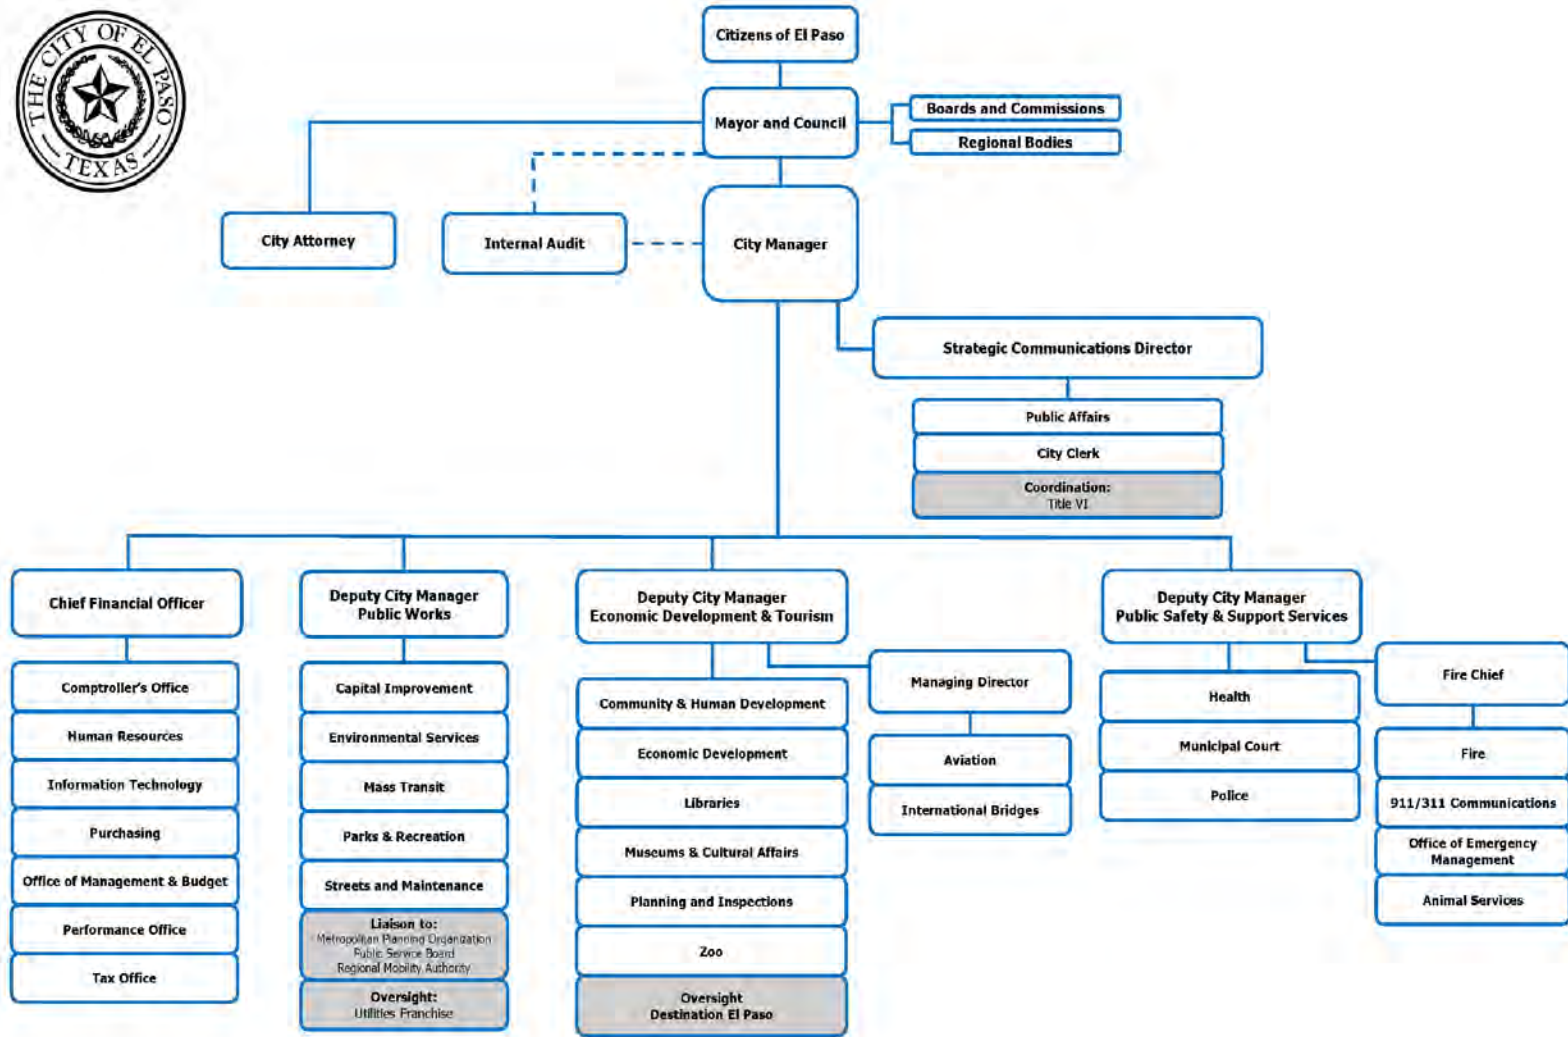 THE CITY OF EL PASO
TEXAS
Citizens of El Paso
Mayor and Council
Boards and Commissions
Regional Bodies
City Attorney
Internal Audit
City Manager
Strategic Communications Director
Public Affairs
City Clerk
Coordination:
Title VI
Chief Financial Officer
Comptroller's Office
Human Resources
Information Technology
Purchasing
Office of Management & Budget
Performance Office
Tax Office
Deputy City Manager
Public Works
Capital Improvement
Environmental Services
Mass Transit
Parks & Recreation
Streets and Maintenance
Liaison to:
Metropolitan Planning Organization
Public Service Board
Regional Mobility Authority
Oversight:
Utilities Franchise
Deputy City Manager
Economic Development & Tourism
Community & Human Development
Economic Development
Libraries
Museums & Cultural Affairs
Planning and Inspections
Zoo
Oversight
Destination El Paso
Managing Director
Aviation
International Bridges
Deputy City Manager
Public Safety & Support Services
Health
Municipal Court
Police
Fire Chief
Fire
911/311 Communications
Office of Emergency
Management
Animal Services